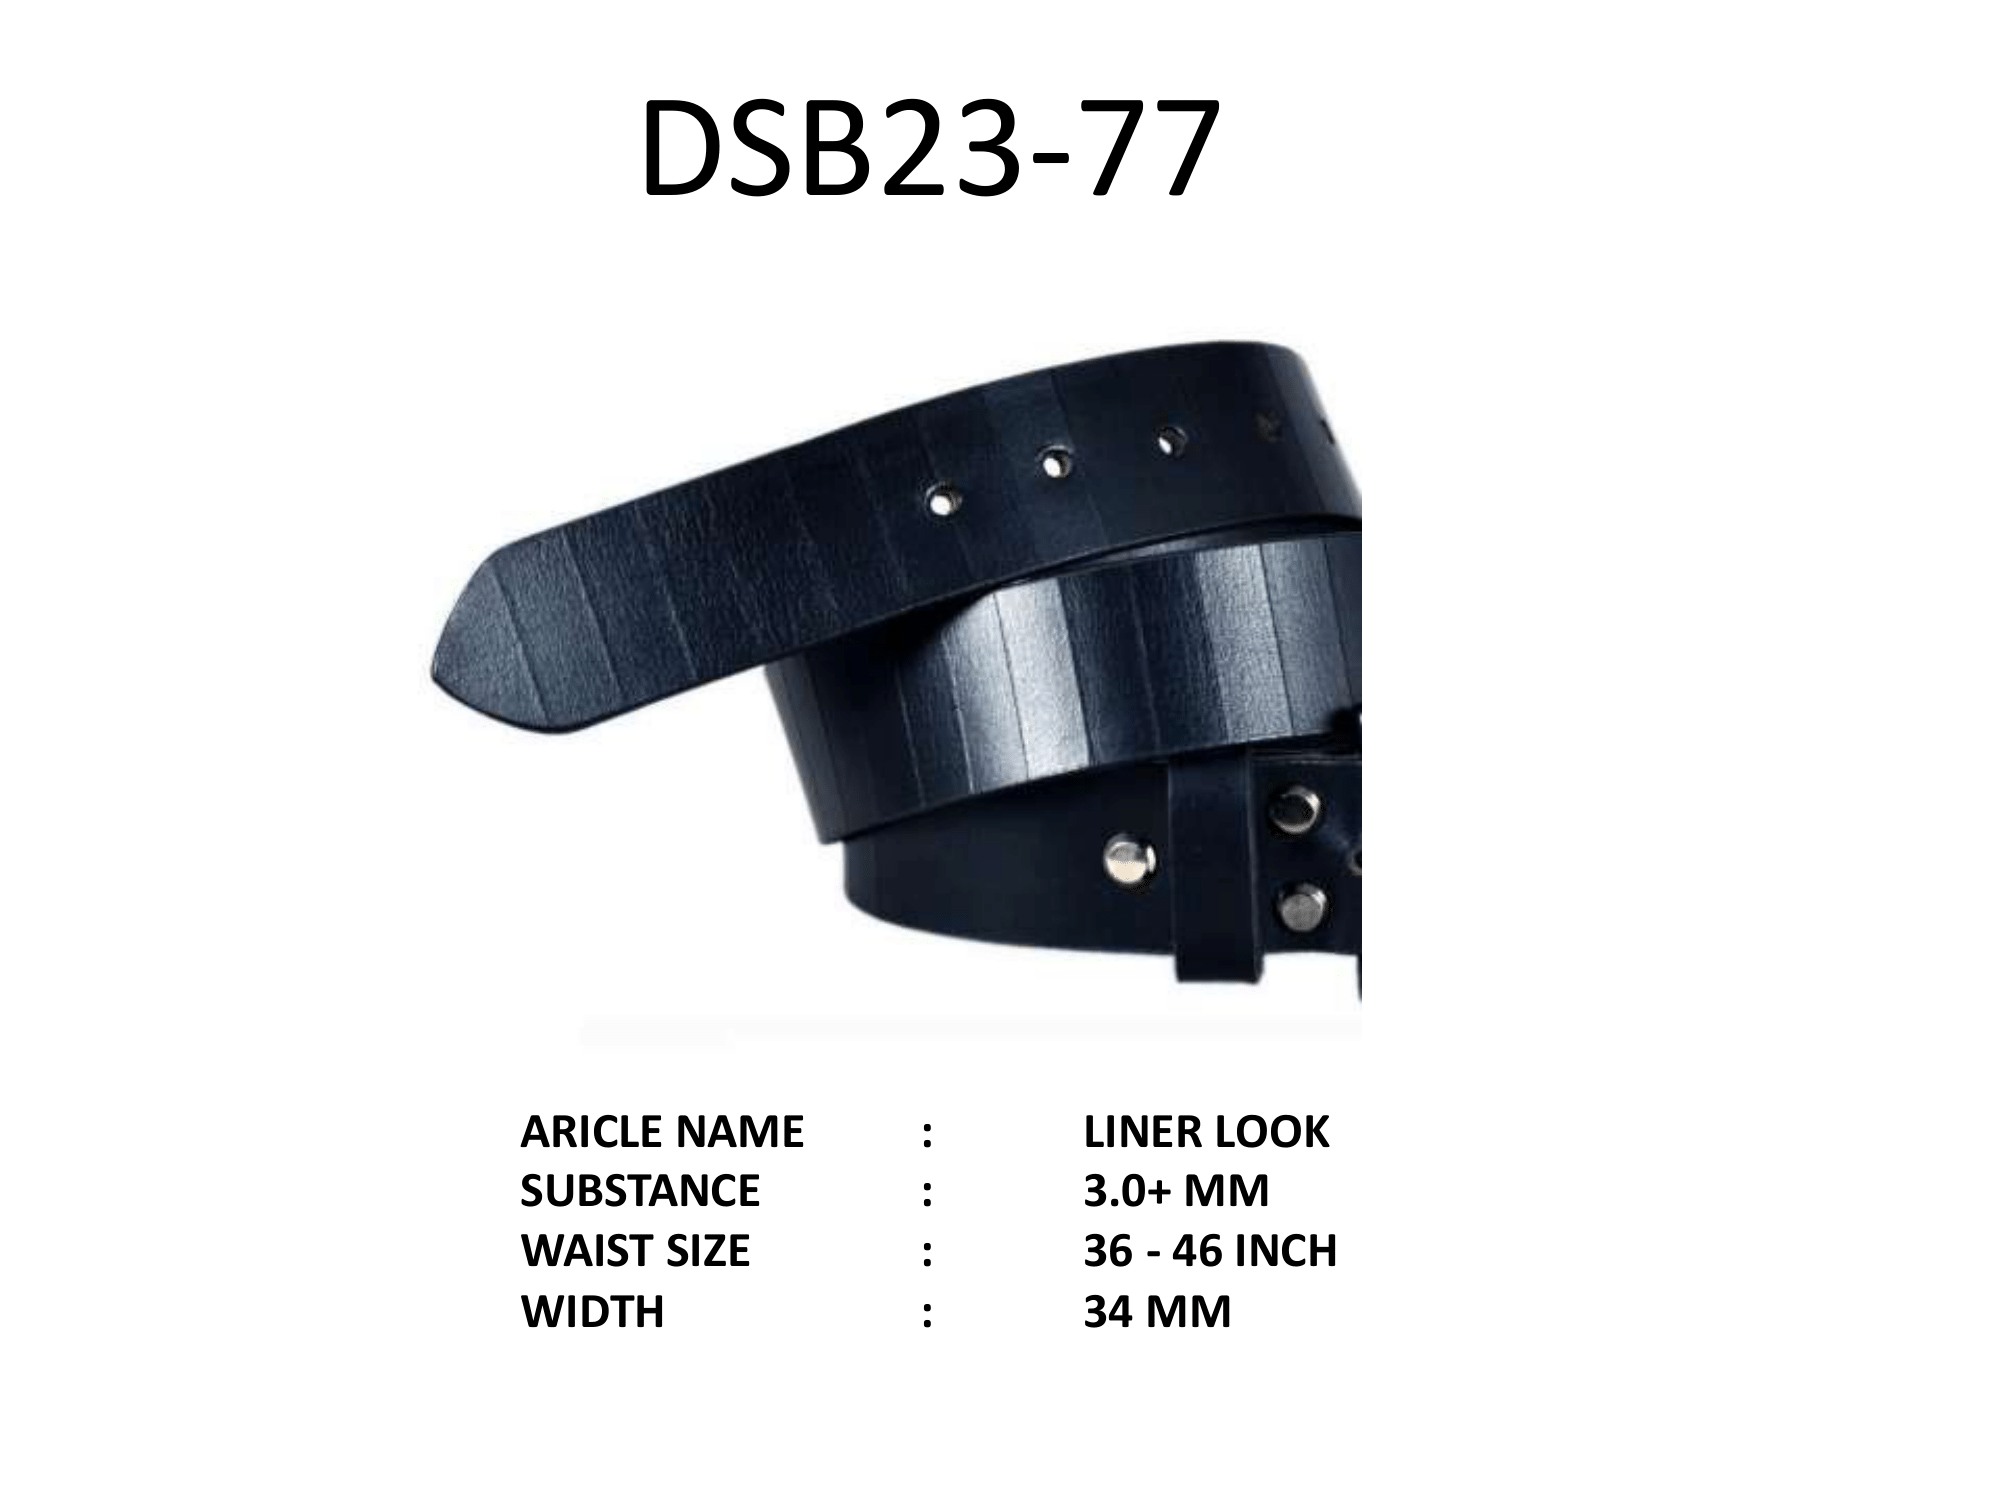 DSB23-77
ARICLE NAME : LINER LOOK
SUBSTANCE : 3.0+ MM
WAIST SIZE : 36 - 46 INCH
WIDTH : 34 MM